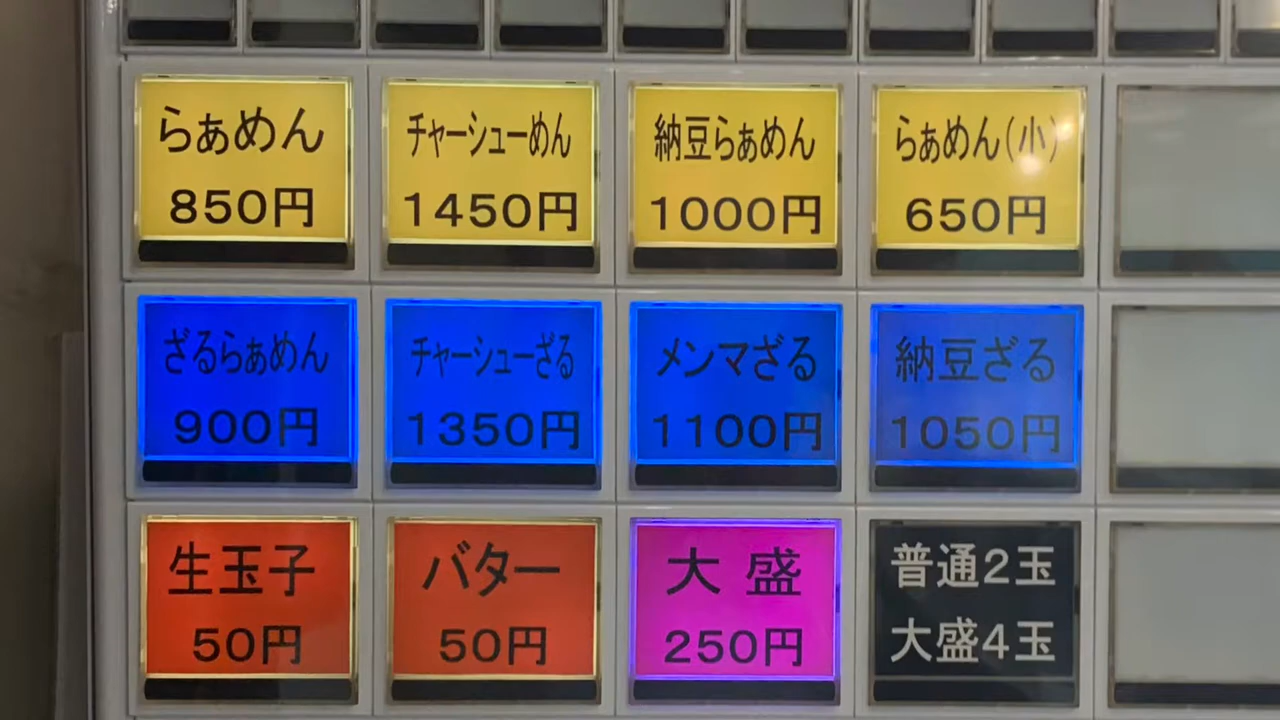 らぁめん
850円
チャーシューめん
1450円
納豆らぁめん
1000円
らぁめん(小)
650円
ざるらぁめん
900円
チャーシューざる
1350円
メンマざる
1100円
納豆ざる
1050円
生玉子
50円
バター
50円
大盛
250円
普通2玉
大盛4玉